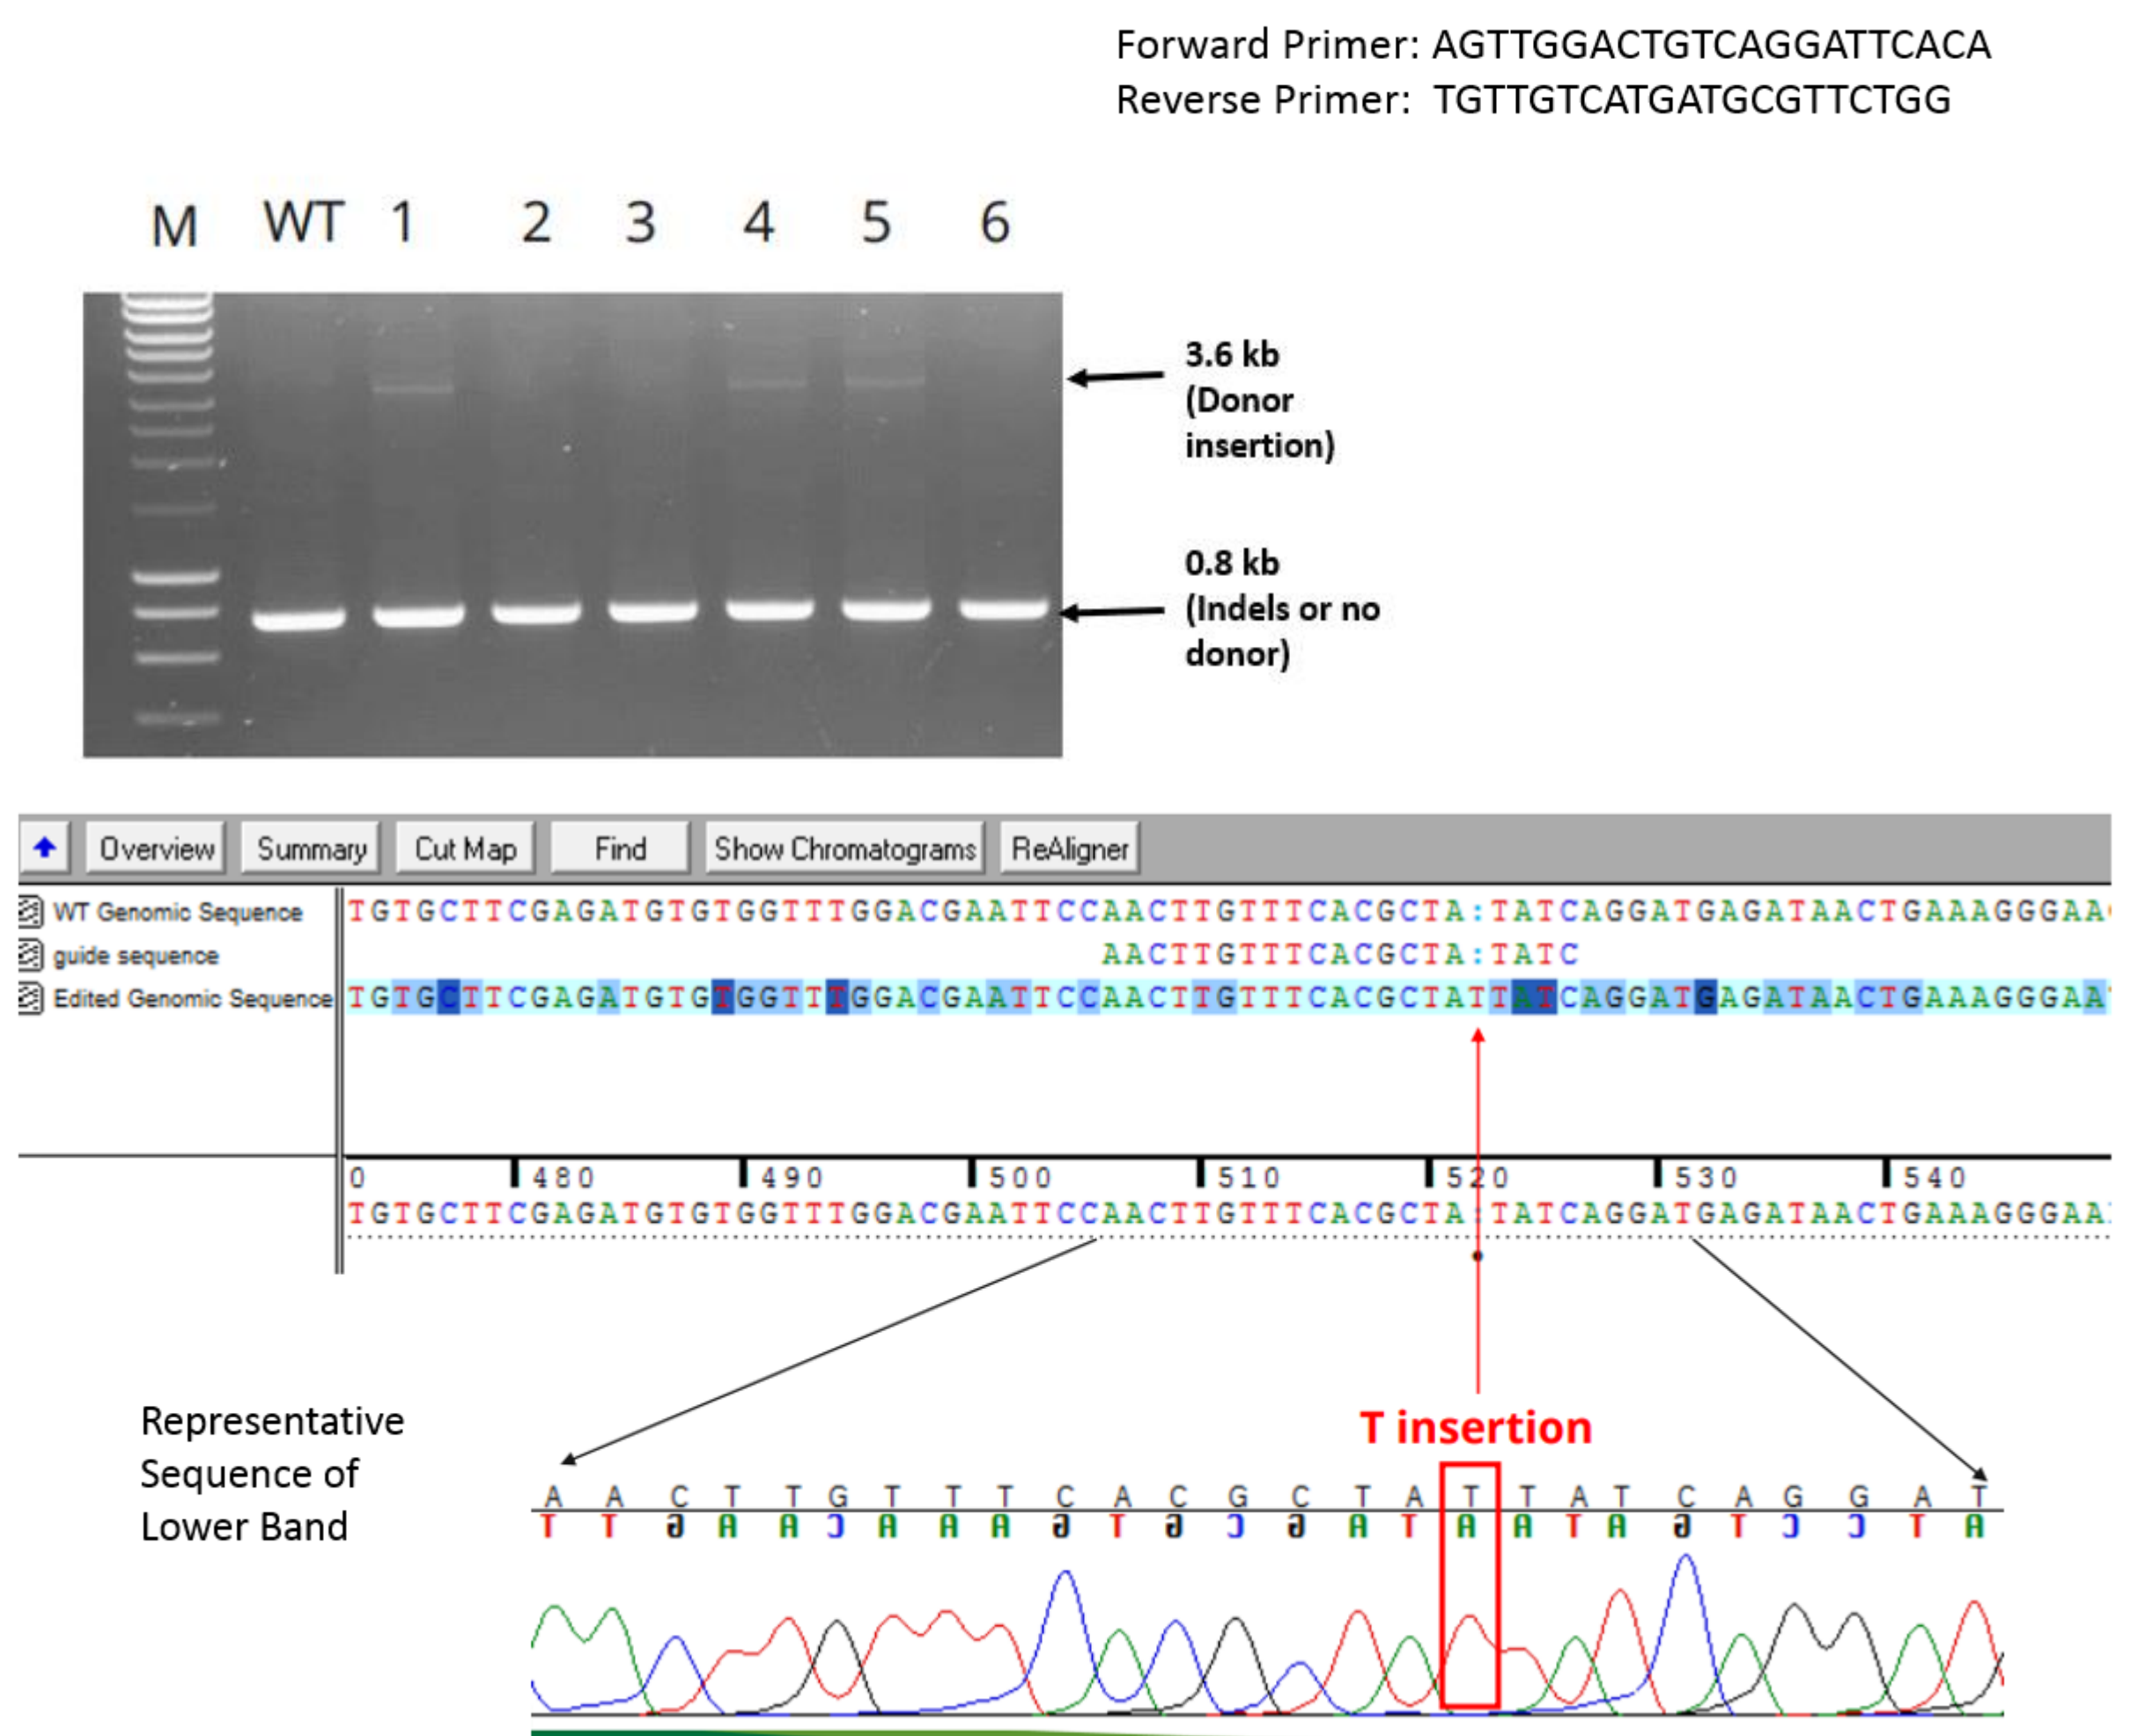 Forward Primer: AGTTGGACTGTCAGGATTCACA
Reverse Primer: TGTTGTCATGATGCGTTCTGG
M WT 1 2 3 4 5 6
3.6 kb
(Donor
insertion)
0.8 kb
(Indels or no
donor)
Overview Summary Cut Map Find Show Chromatograms ReAligner
WT Genomic Sequence TGTGCTTCGAGATGTGTGGTTTGGACGAATTCCAACTTGTTTCACGCTA:TATCAGGATGAGATAACTGAAAGGGAA
guide sequence AACTTGTTTCACGCTA:TATC
Edited Genomic Sequence TGTGCTTCGAGATGTGTGGTTTGGACGAATTCCAACTTGTTTCACGCTATTATCAGGATGAGATAACTGAAAGGGAA
0 480 490 500 510 520 530 540
TGTGCTTCGAGATGTGTGGTTTGGACGAATTCCAACTTGTTTCACGCTA:TATCAGGATGAGATAACTGAAAGGGAA
Representative
Sequence of
Lower Band
T insertion
A A C T T G T T T C A C G C T A T T A T C A G G A T
T T G A A C A A A G T G C G A T A A T A G T C C T A